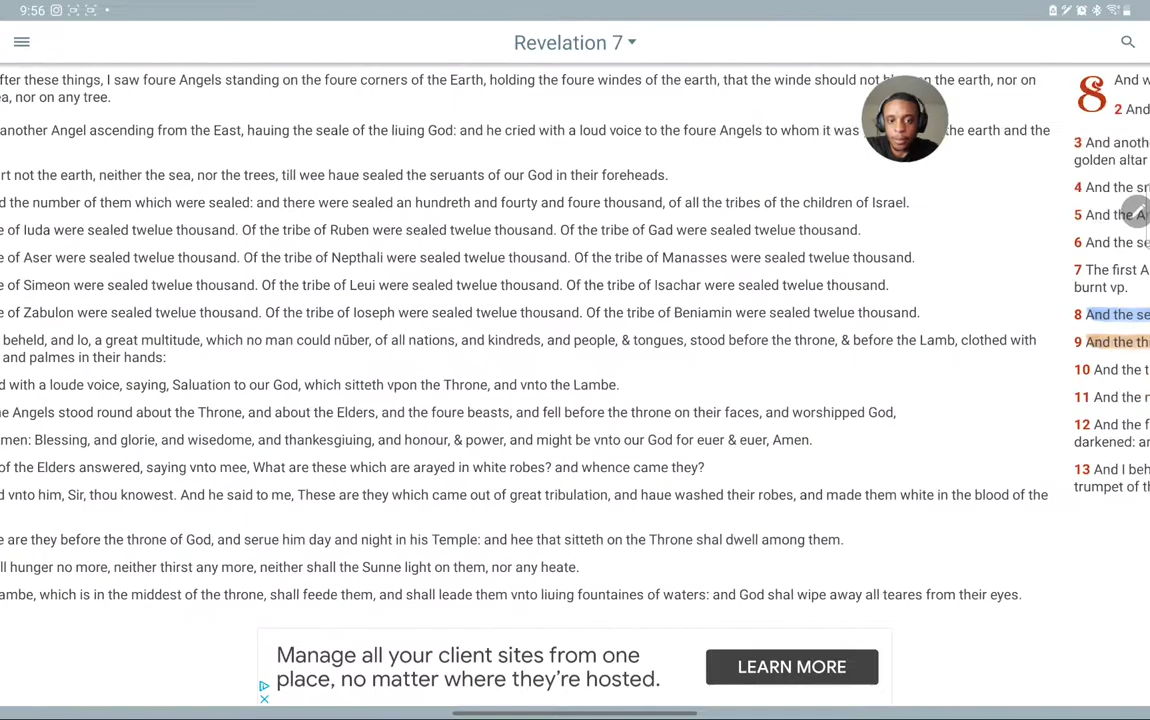 9:56
Revelation 7
fter these things, I saw foure Angels standing on the foure corners of the Earth, holding the foure windes of the earth, that the winde should not the earth, nor on
a, nor on any tree.
another Angel ascending from the East, hauing the seale of the liuing God: and he cried with a loud voice to the foure Angels to whom it was the earth and the
rt not the earth, neither the sea, nor the trees, till wee haue sealed the seruants of our God in their foreheads.
d the number of them which were sealed: and there were sealed an hundreth and fourty and foure thousand, of all the tribes of the children of Israel.
e of Iuda were sealed twelue thousand. Of the tribe of Ruben were sealed twelue thousand. Of the tribe of Gad were sealed twelue thousand.
e of Aser were sealed twelue thousand. Of the tribe of Nepthali were sealed twelue thousand. Of the tribe of Manasses were sealed twelue thousand.
e of Simeon were sealed twelue thousand. Of the tribe of Leui were sealed twelue thousand. Of the tribe of Isachar were sealed twelue thousand.
e of Zabulon were sealed twelue thousand. Of the tribe of Ioseph were sealed twelue thousand. Of the tribe of Beniamin were sealed twelue thousand.
beheld, and lo, a great multitude, which no man could nūber, of all nations, and kindreds, and people, & tongues, stood before the throne, & before the Lamb, clothed with
and palmes in their hands:
d with a loude voice, saying, Saluation to our God, which sitteth vpon the Throne, and vnto the Lambe.
e Angels stood round about the Throne, and about the Elders, and the foure beasts, and fell before the throne on their faces, and worshipped God,
men: Blessing, and glorie, and wisedome, and thankesgiuing, and honour, & power, and might be vnto our God for euer & euer, Amen.
of the Elders answered, saying vnto mee, What are these which are arayed in white robes? and whence came they?
d vnto him, Sir, thou knowest. And he said to me, These are they which came out of great tribulation, and haue washed their robes, and made them white in the blood of the
e are they before the throne of God, and serue him day and night in his Temple: and hee that sitteth on the Throne shal dwell among them.
ll hunger no more, neither thirst any more, neither shall the Sunne light on them, nor any heate.
ambe, which is in the middest of the throne, shall feede them, and shall leade them vnto liuing fountaines of waters: and God shal wipe away all teares from their eyes.
8 And w
2 And
3 And anoth
golden altar
4 And the sm
5 And the A
6 And the se
7 The first A
burnt vp.
8 And the se
9 And the th
10 And the t
11 And the n
12 And the f
darkened: a
13 And I beh
trumpet of th
Manage all your client sites from one
place, no matter where they're hosted.
LEARN MORE